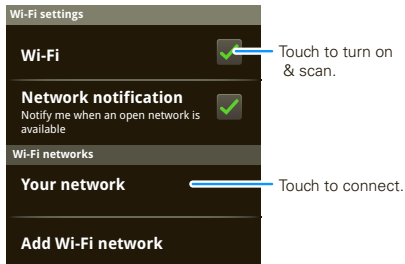 Wi-Fi settings
Wi-Fi
Touch to turn on
& scan.
Network notification
Notify me when an open network is
available
Wi-Fi networks
Your network
Touch to connect.
Add Wi-Fi network